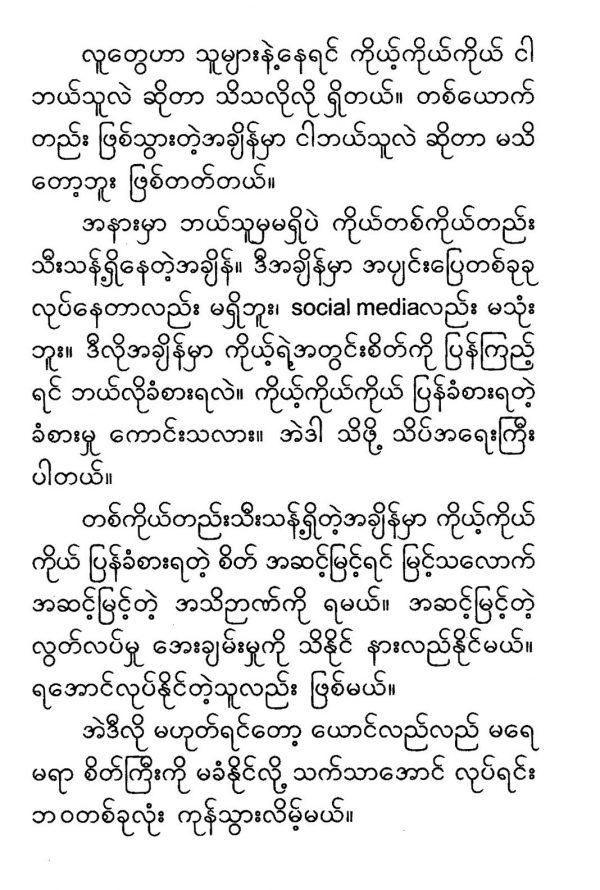 လူတွေဟာ သူများနဲ့နေရင် ကိုယ့်ကိုယ်ကိုယ် ငါ
ဘယ်သူလဲ ဆိုတာ သိသလိုလို ရှိတယ်။ တစ်ယောက်
တည်း ဖြစ်သွားတဲ့အချိန်မှာ ငါဘယ်သူလဲ ဆိုတာ မသိ
တော့ဘူး ဖြစ်တတ်တယ်။
အနားမှာ ဘယ်သူမှမရှိပဲ ကိုယ်တစ်ကိုယ်တည်း
သီးသန့်ရှိနေတဲ့အချိန်။ ဒီအချိန်မှာ အပျင်းပြေတစ်ခုခု
လုပ်နေတာလည်း မရှိဘူး၊ social mediaလည်း မသုံး
ဘူး။ ဒီလိုအချိန်မှာ ကိုယ့်ရဲ့အတွင်းစိတ်ကို ပြန်ကြည့်
ရင် ဘယ်လိုခံစားရလဲ။ ကိုယ့်ကိုယ်ကိုယ် ပြန်ခံစားရတဲ့
ခံစားမှု ကောင်းသလား။ အဲဒါ သိဖို့ သိပ်အရေးကြီး
ပါတယ်။
တစ်ကိုယ်တည်းသီးသန့်ရှိတဲ့အချိန်မှာ ကိုယ့်ကိုယ်
ကိုယ် ပြန်ခံစားရတဲ့ စိတ် အဆင့်မြင့်ရင် မြင့်သလောက်
အဆင့်မြင့်တဲ့ အသိဉာဏ်ကို ရမယ်။ အဆင့်မြင့်တဲ့
လွတ်လပ်မှု အေးချမ်းမှုကို သိနိုင် နားလည်နိုင်မယ်။
ရအောင်လုပ်နိုင်တဲ့သူလည်း ဖြစ်မယ်။
အဲဒီလို မဟုတ်ရင်တော့ ယောင်လည်လည် မရေ
မရာ စိတ်ကြီးကို မခံနိုင်လို့ သက်သာအောင် လုပ်ရင်း
ဘဝတစ်ခုလုံး ကုန်သွားလိမ့်မယ်။